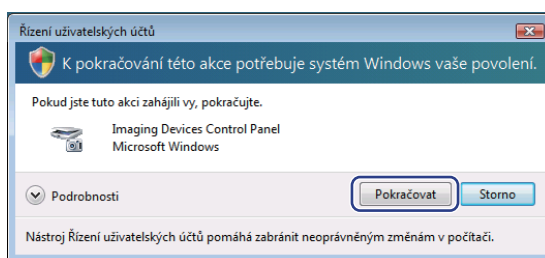 Řízení uživatelských účtů
K pokračování této akce potřebuje systém Windows vaše povolení.
Pokud jste tuto akci zahájili vy, pokračujte.
Imaging Devices Control Panel
Microsoft Windows
Podrobnosti
Pokračovat
Storno
Nástroj Řízení uživatelských účtů pomáhá zabránit neoprávněným změnám v počítači.